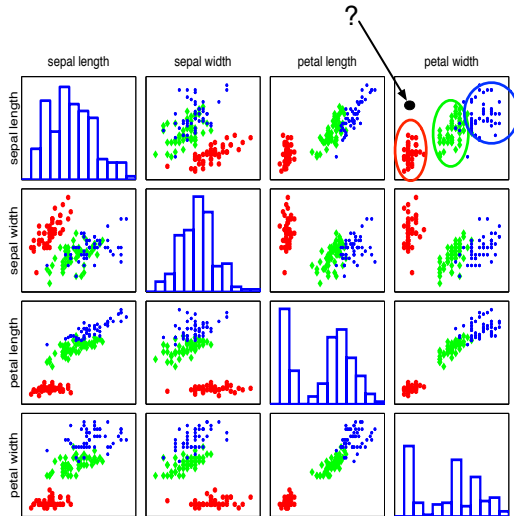 ?
sepal length sepal width petal length petal width
sepal length
sepal width
petal length
petal width